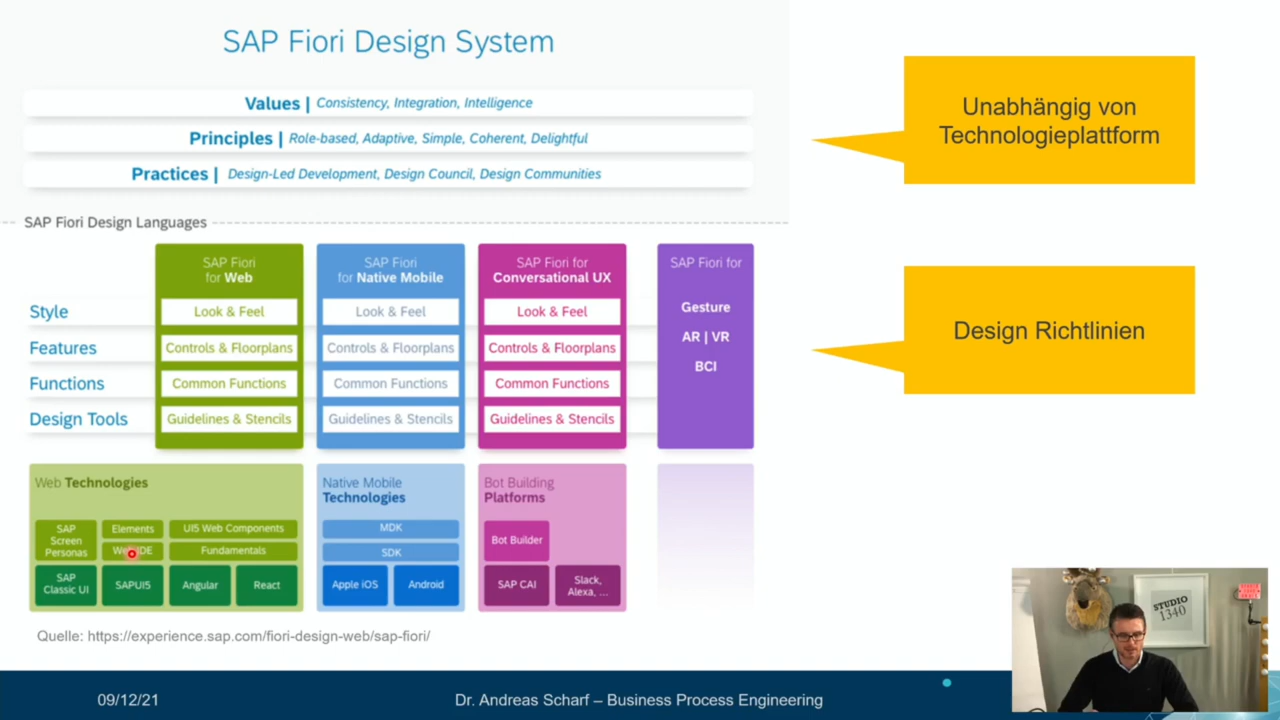 SAP Fiori Design System
Values | Consistency, Integration, Intelligence
Principles | Role-based, Adaptive, Simple, Coherent, Delightful
Practices | Design-Led Development, Design Council, Design Communities
Unabhängig von
Technologieplattform
SAP Fiori Design Languages
SAP Fiori
for Web
SAP Fiori
for Native Mobile
SAP Fiori for
Conversational UX
SAP Fiori for
Gesture
AR | VR
BCI
Style
Look & Feel
Look & Feel
Look & Feel
Features
Controls & Floorplans
Controls & Floorplans
Controls & Floorplans
Functions
Common Functions
Common Functions
Common Functions
Design Tools
Guidelines & Stencils
Guidelines & Stencils
Guidelines & Stencils
Design Richtlinien
Web Technologies
SAP
Screen
Personas
Elements
UI5 Web Components
Fundamentals
SAP
Classic UI
SAPUI5
Angular
React
Native Mobile
Technologies
MDK
SDK
Apple iOS
Android
Bot Building
Platforms
Bot Builder
SAP CAI
Slack,
Alexa, ...
Quelle: https://experience.sap.com/fiori-design-web/sap-fiori/
STUDIO
1340
09/12/21
Dr. Andreas Scharf – Business Process Engineering